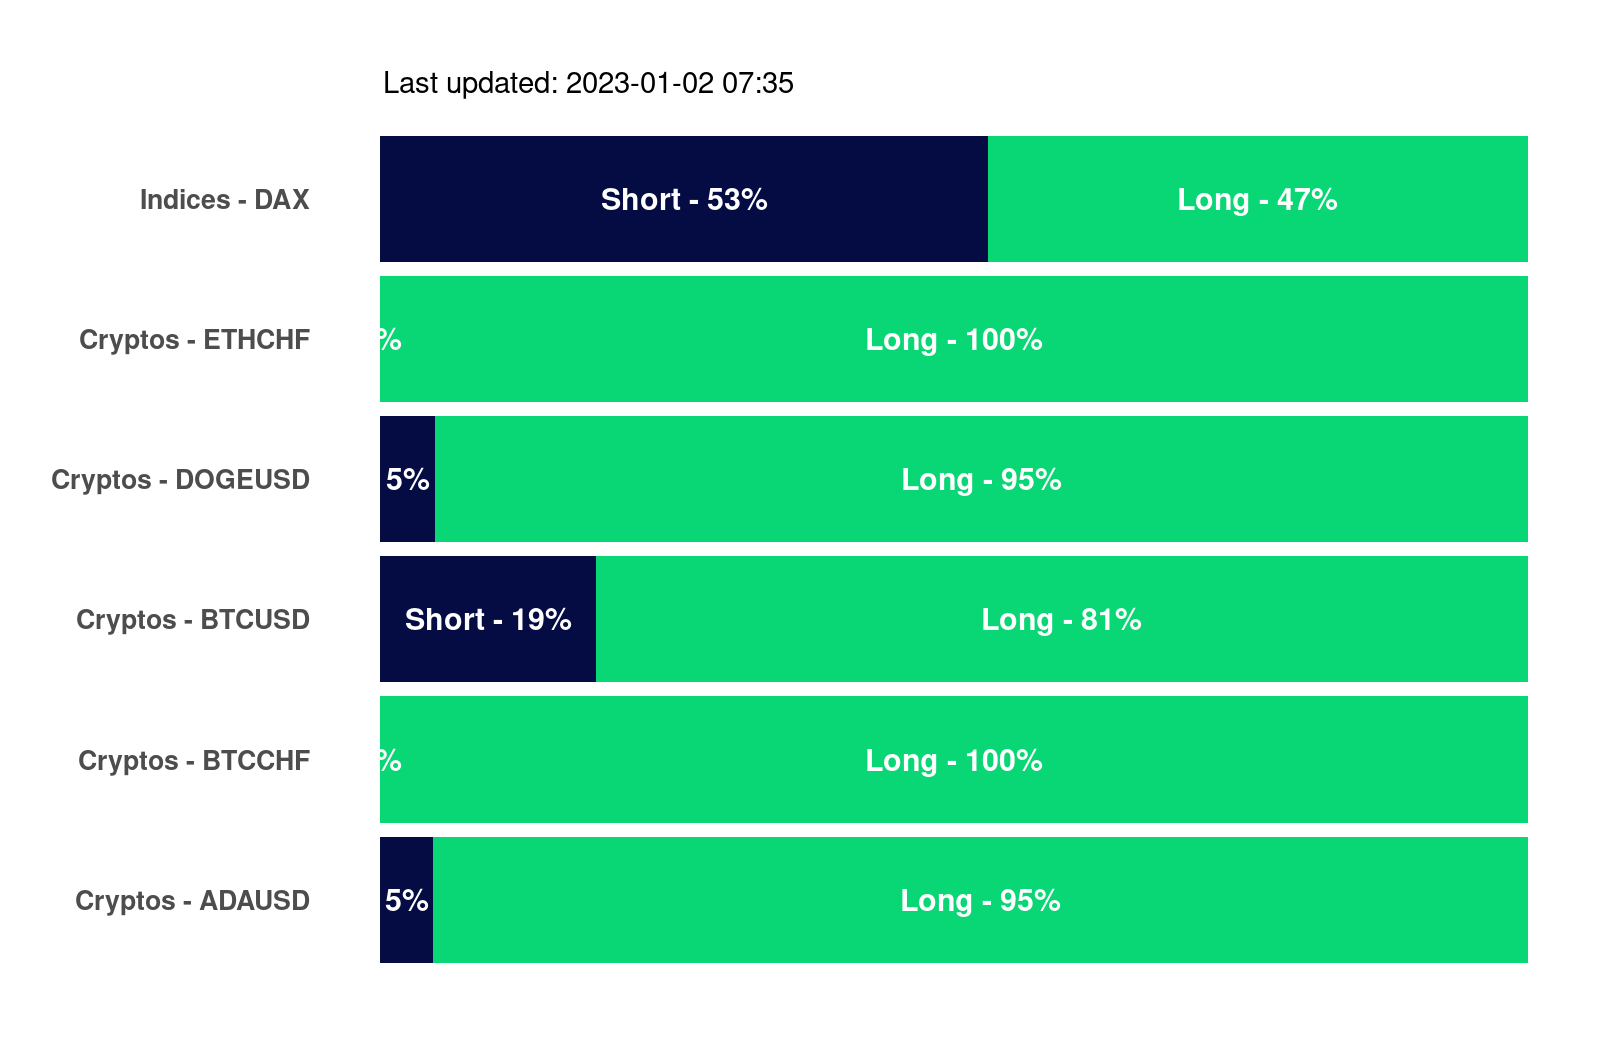 Last updated: 2023-01-02 07:35
Indices - DAX Short - 53% Long - 47%
Cryptos - ETHCHF % Long - 100%
Cryptos - DOGEUSD 5% Long - 95%
Cryptos - BTCUSD Short - 19% Long - 81%
Cryptos - BTCCHF % Long - 100%
Cryptos - ADAUSD 5% Long - 95%